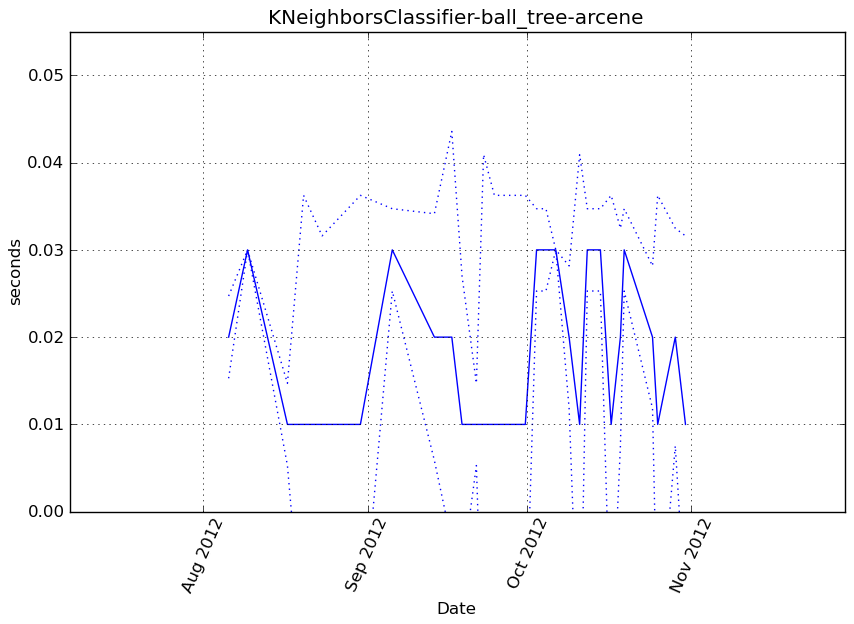 KNeighborsClassifier-ball_tree-arcene
0.05
0.04
0.03
0.02
0.01
0.00
seconds
Aug 2012
Sep 2012
Oct 2012
Nov 2012
Date